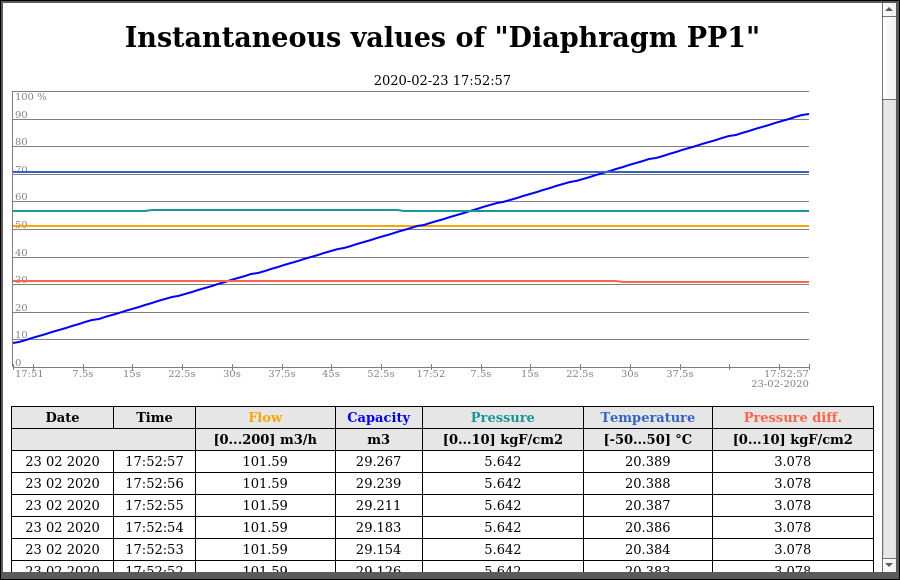 Instantaneous values of "Diaphragm PP1"
2020-02-23 17:52:57
100 %
90
80
70
60
50
40
30
20
10
0
17:51 7.5s 15s 22.5s 30s 37.5s 45s 52.5s 17:52 7.5s 15s 22.5s 30s 37.5s 17:52:57
23-02-2020
Date Time Flow Capacity Pressure Temperature Pressure diff.
[0...200] m3/h m3 [0...10] kgF/cm2 [-50...50] °C [0...10] kgF/cm2
23 02 2020 17:52:57 101.59 29.267 5.642 20.389 3.078
23 02 2020 17:52:56 101.59 29.239 5.642 20.388 3.078
23 02 2020 17:52:55 101.59 29.211 5.642 20.387 3.078
23 02 2020 17:52:54 101.59 29.183 5.642 20.386 3.078
23 02 2020 17:52:53 101.59 29.154 5.642 20.384 3.078
23 02 2020 17:52:52 101.59 29.126 5.642 20.383 3.078